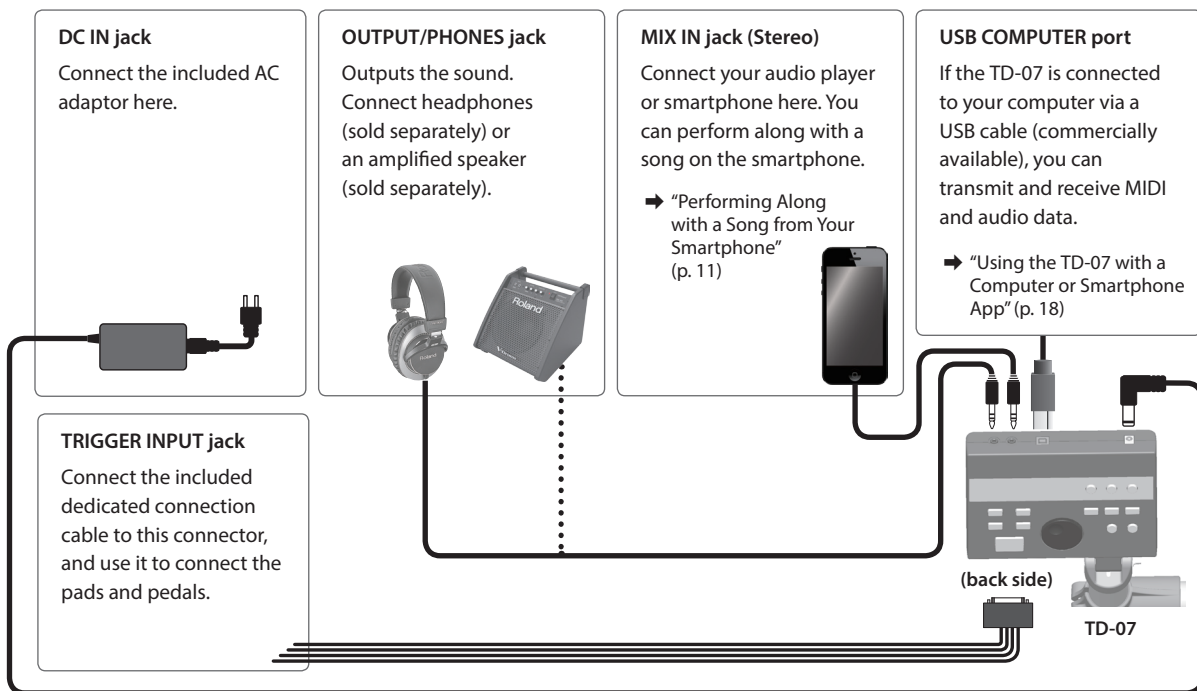 DC IN jack
Connect the included AC
adaptor here.
OUTPUT/PHONES jack
Outputs the sound.
Connect headphones
(sold separately) or
an amplified speaker
(sold separately).
Roland
Roland
MIX IN jack (Stereo)
Connect your audio player
or smartphone here. You
can perform along with a
song on the smartphone.
➡ “Performing Along
with a Song from Your
Smartphone”
(p. 11)
USB COMPUTER port
If the TD-07 is connected
to your computer via a
USB cable (commercially
available), you can
transmit and receive MIDI
and audio data.
➡ “Using the TD-07 with a
Computer or Smartphone
App” (p. 18)
TRIGGER INPUT jack
Connect the included
dedicated connection
cable to this connector,
and use it to connect the
pads and pedals.
(back side)
TD-07